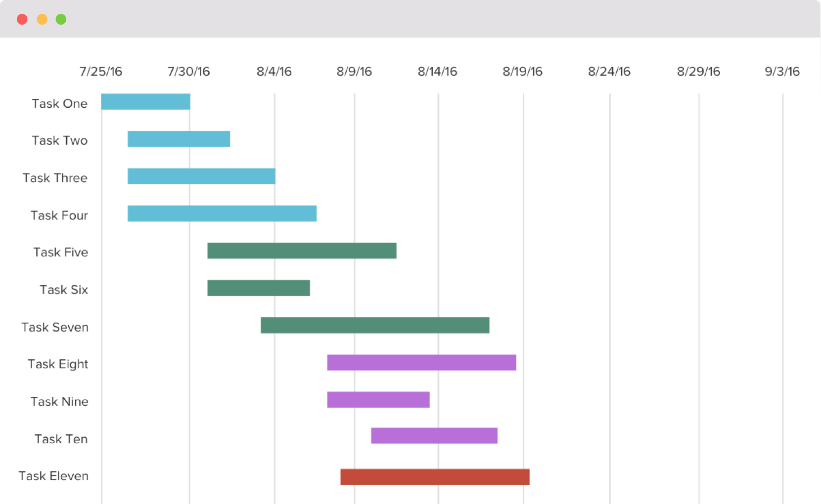 7/25/16 7/30/16 8/4/16 8/9/16 8/14/16 8/19/16 8/24/16 8/29/16 9/3/16
Task One
Task Two
Task Three
Task Four
Task Five
Task Six
Task Seven
Task Eight
Task Nine
Task Ten
Task Eleven